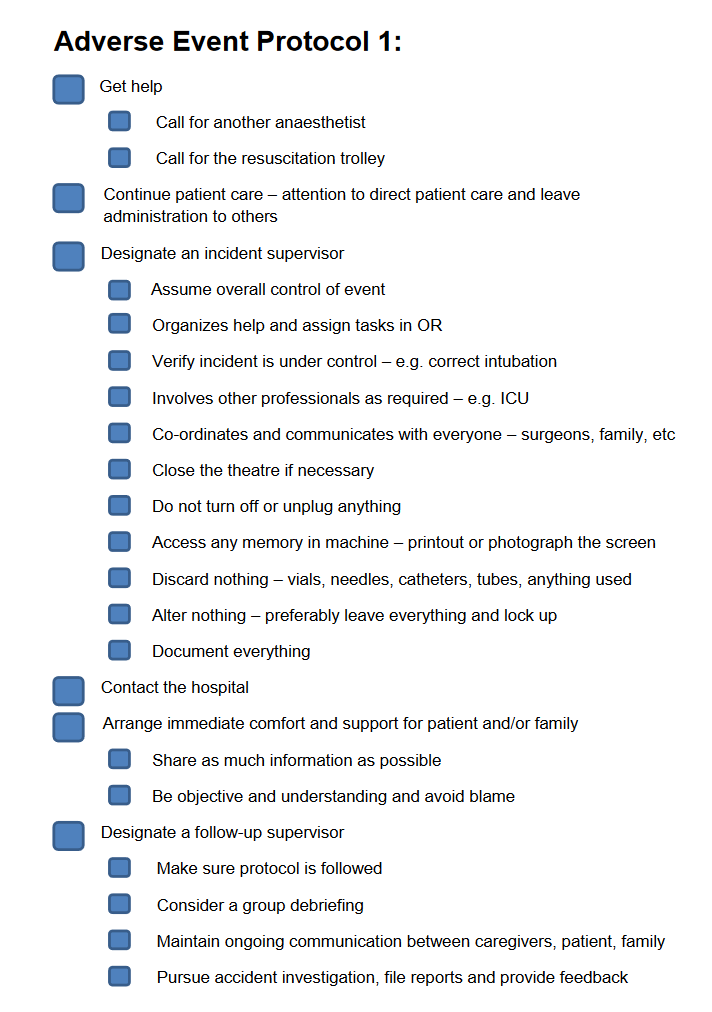 Adverse Event Protocol 1:
Get help
Call for another anaesthetist
Call for the resuscitation trolley
Continue patient care – attention to direct patient care and leave
administration to others
Designate an incident supervisor
Assume overall control of event
Organizes help and assign tasks in OR
Verify incident is under control – e.g. correct intubation
Involves other professionals as required – e.g. ICU
Co-ordinates and communicates with everyone – surgeons, family, etc
Close the theatre if necessary
Do not turn off or unplug anything
Access any memory in machine – printout or photograph the screen
Discard nothing – vials, needles, catheters, tubes, anything used
Alter nothing – preferably leave everything and lock up
Document everything
Contact the hospital
Arrange immediate comfort and support for patient and/or family
Share as much information as possible
Be objective and understanding and avoid blame
Designate a follow-up supervisor
Make sure protocol is followed
Consider a group debriefing
Maintain ongoing communication between caregivers, patient, family
Pursue accident investigation, file reports and provide feedback